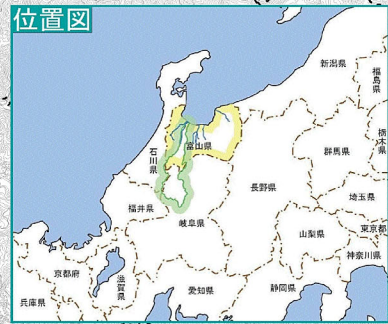 位置図
新潟県
福島県
栃木県
富山県
群馬県
石川県
長野県
埼玉県
福井県
岐阜県
東京都
山梨県
神奈川県
京都府
滋賀県
愛知県
静岡県
兵庫県